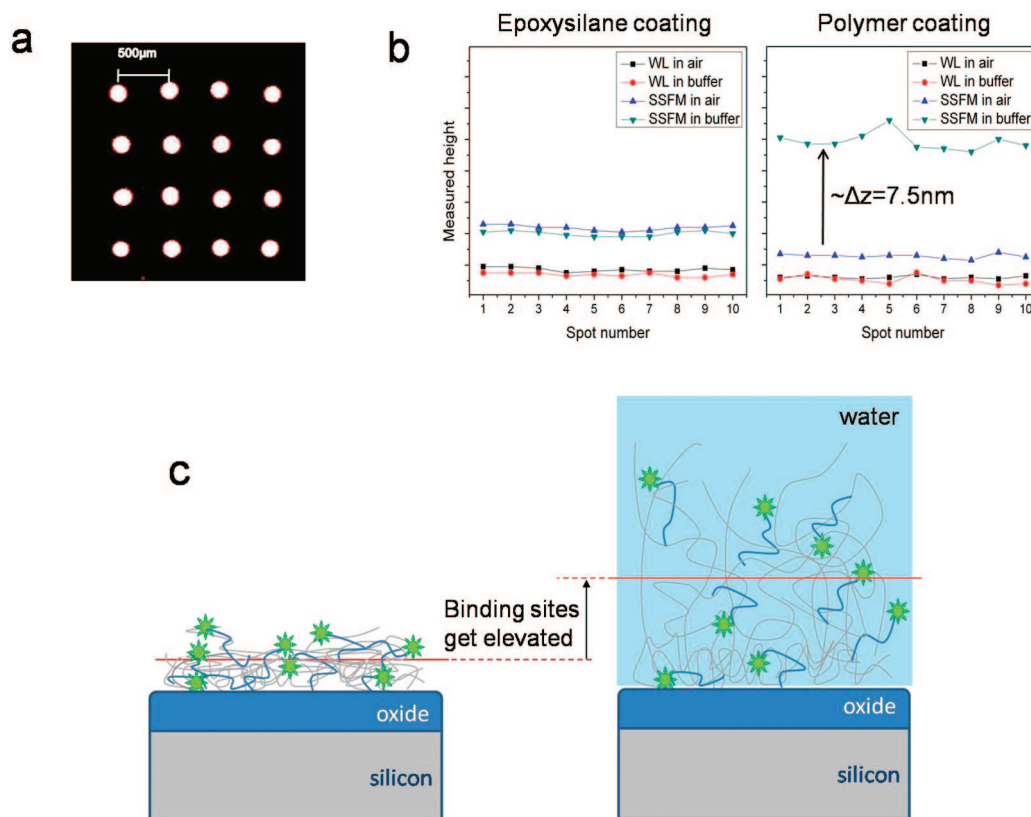 a
500µm
b
Epoxysilane coating
WL in air
WL in buffer
SSFM in air
SSFM in buffer
Measured height
1 2 3 4 5 6 7 8 9 10
Spot number
Polymer coating
WL in air
WL in buffer
SSFM in air
SSFM in buffer
~Δz=7.5nm
1 2 3 4 5 6 7 8 9 10
Spot number
c
Binding sites
get elevated
oxide
silicon
water
oxide
silicon